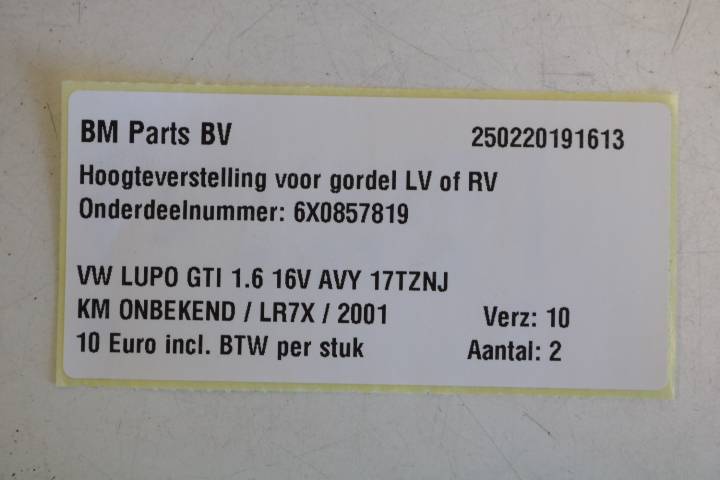 BM Parts BV 250220191613
Hoogteverstelling voor gordel LV of RV
Onderdeelnummer: 6X0857819
VW LUPO GTI 1.6 16V AVY 17TZNJ
KM ONBEKEND / LR7X / 2001 Verz: 10
10 Euro incl. BTW per stuk Aantal: 2